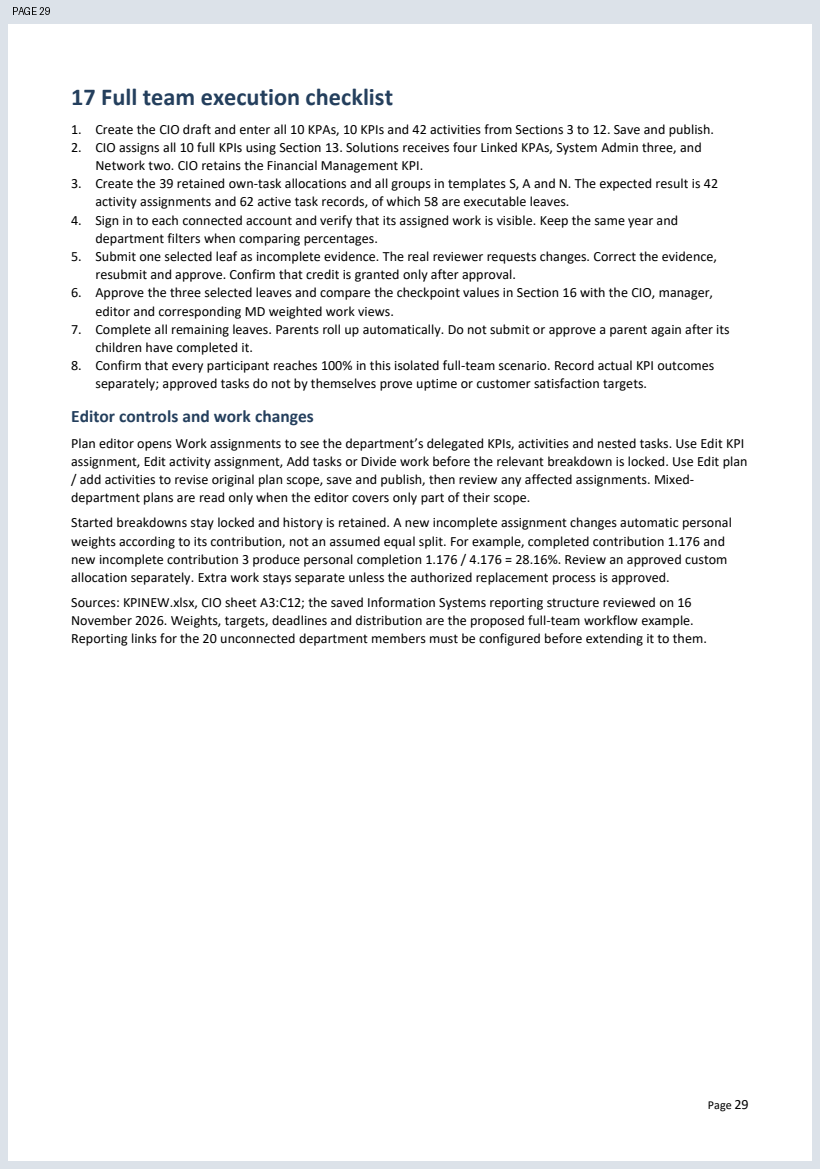 PAGE 29
17 Full team execution checklist
1. Create the CIO draft and enter all 10 KPAs, 10 KPIs and 42 activities from Sections 3 to 12. Save and publish.
2. CIO assigns all 10 full KPIs using Section 13. Solutions receives four Linked KPAs, System Admin three, and
Network two. CIO retains the Financial Management KPI.
3. Create the 39 retained own-task allocations and all groups in templates S, A and N. The expected result is 42
activity assignments and 62 active task records, of which 58 are executable leaves.
4. Sign in to each connected account and verify that its assigned work is visible. Keep the same year and
department filters when comparing percentages.
5. Submit one selected leaf as incomplete evidence. The real reviewer requests changes. Correct the evidence,
resubmit and approve. Confirm that credit is granted only after approval.
6. Approve the three selected leaves and compare the checkpoint values in Section 16 with the CIO, manager,
editor and corresponding MD weighted work views.
7. Complete all remaining leaves. Parents roll up automatically. Do not submit or approve a parent again after its
children have completed it.
8. Confirm that every participant reaches 100% in this isolated full-team scenario. Record actual KPI outcomes
separately; approved tasks do not by themselves prove uptime or customer satisfaction targets.
Editor controls and work changes
Plan editor opens Work assignments to see the department’s delegated KPIs, activities and nested tasks. Use Edit KPI
assignment, Edit activity assignment, Add tasks or Divide work before the relevant breakdown is locked. Use Edit plan
/ add activities to revise original plan scope, save and publish, then review any affected assignments. Mixed-
department plans are read only when the editor covers only part of their scope.
Started breakdowns stay locked and history is retained. A new incomplete assignment changes automatic personal
weights according to its contribution, not an assumed equal split. For example, completed contribution 1.176 and
new incomplete contribution 3 produce personal completion 1.176 / 4.176 = 28.16%. Review an approved custom
allocation separately. Extra work stays separate unless the authorized replacement process is approved.
Sources: KPINEW.xlsx, CIO sheet A3:C12; the saved Information Systems reporting structure reviewed on 16
November 2026. Weights, targets, deadlines and distribution are the proposed full-team workflow example.
Reporting links for the 20 unconnected department members must be configured before extending it to them.
Page 29